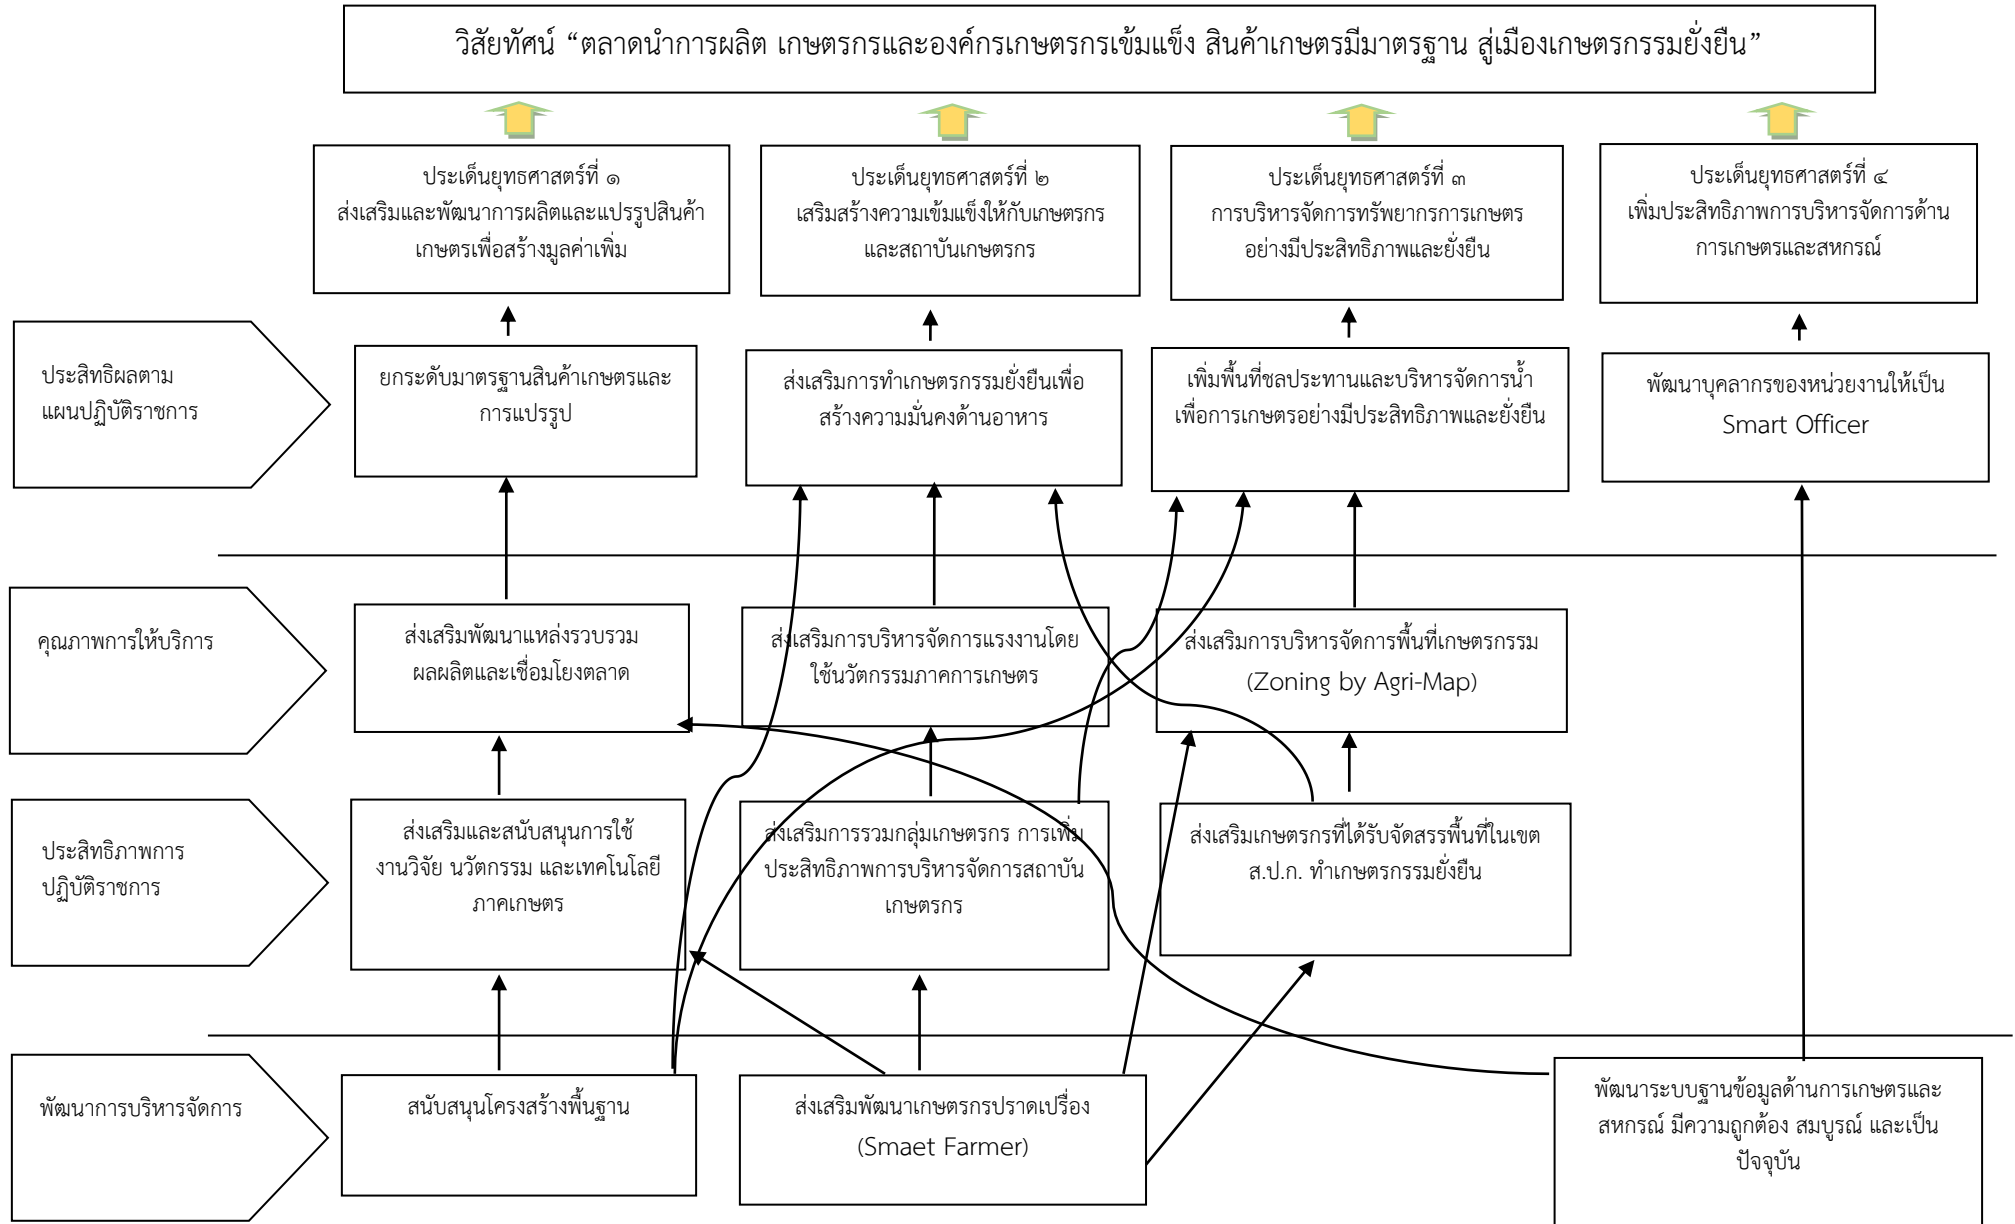 วิสัยทัศน์ “ตลาดนำการผลิต เกษตรกรและองค์กรเกษตรกรเข้มแข็ง สินค้าเกษตรมีมาตรฐาน สู่เมืองเกษตรกรรมยั่งยืน”
ประเด็นยุทธศาสตร์ที่ ๑
ส่งเสริมและพัฒนาการผลิตและแปรรูปสินค้า
เกษตรเพื่อสร้างมูลค่าเพิ่ม
ประเด็นยุทธศาสตร์ที่ ๒
เสริมสร้างความเข้มแข็งให้กับเกษตรกร
และสถาบันเกษตรกร
ประเด็นยุทธศาสตร์ที่ ๓
การบริหารจัดการทรัพยากรการเกษตร
อย่างมีประสิทธิภาพและยั่งยืน
ประเด็นยุทธศาสตร์ที่ ๔
เพิ่มประสิทธิภาพการบริหารจัดการด้าน
การเกษตรและสหกรณ์
ประสิทธิผลตาม
แผนปฏิบัติราชการ
ยกระดับมาตรฐานสินค้าเกษตรและ
การแปรรูป
ส่งเสริมการทำเกษตรกรรมยั่งยืนเพื่อ
สร้างความมั่นคงด้านอาหาร
เพิ่มพื้นที่ชลประทานและบริหารจัดการน้ำ
เพื่อการเกษตรอย่างมีประสิทธิภาพและยั่งยืน
พัฒนาบุคลากรของหน่วยงานให้เป็น
Smart Officer
คุณภาพการให้บริการ
ส่งเสริมพัฒนาแหล่งรวบรวม
ผลผลิตและเชื่อมโยงตลาด
ส่งเสริมการบริหารจัดการแรงงานโดย
ใช้นวัตกรรมภาคการเกษตร
ส่งเสริมการบริหารจัดการพื้นที่เกษตรกรรม
(Zoning by Agri-Map)
ประสิทธิภาพการ
ปฏิบัติราชการ
ส่งเสริมและสนับสนุนการใช้
งานวิจัย นวัตกรรม และเทคโนโลยี
ภาคเกษตร
ส่งเสริมการรวมกลุ่มเกษตรกร การเพิ่ม
ประสิทธิภาพการบริหารจัดการสถาบัน
เกษตรกร
ส่งเสริมเกษตรกรที่ได้รับจัดสรรพื้นที่ในเขต
ส.ป.ก. ทำเกษตรกรรมยั่งยืน
พัฒนาการบริหารจัดการ
สนับสนุนโครงสร้างพื้นฐาน
ส่งเสริมพัฒนาเกษตรกรปราดเปรื่อง
(Smaet Farmer)
พัฒนาระบบฐานข้อมูลด้านการเกษตรและ
สหกรณ์ มีความถูกต้อง สมบูรณ์ และเป็น
ปัจจุบัน